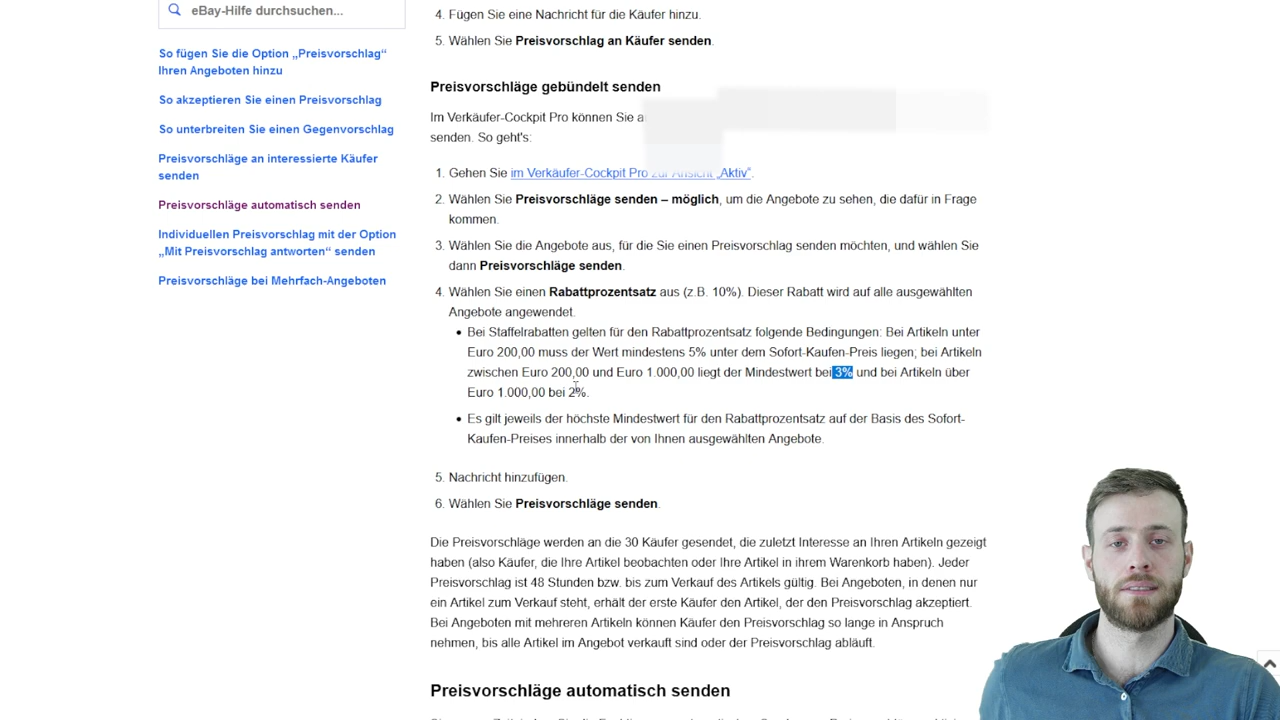 eBay-Hilfe durchsuchen...
So fügen Sie die Option „Preisvorschlag“
Ihren Angeboten hinzu
So akzeptieren Sie einen Preisvorschlag
So unterbreiten Sie einen Gegenvorschlag
Preisvorschläge an interessierte Käufer
senden
Preisvorschläge automatisch senden
Individuellen Preisvorschlag mit der Option
„Mit Preisvorschlag antworten“ senden
Preisvorschläge bei Mehrfach-Angeboten
4. Fügen Sie eine Nachricht für die Käufer hinzu.
5. Wählen Sie Preisvorschlag an Käufer senden.
Preisvorschläge gebündelt senden
Im Verkäufer-Cockpit Pro können Sie
senden. So geht's:
1. Gehen Sie im Verkäufer-Cockpit Pro zur Ansicht „Aktiv“.
2. Wählen Sie Preisvorschläge senden – möglich, um die Angebote zu sehen, die dafür in Frage
kommen.
3. Wählen Sie die Angebote aus, für die Sie einen Preisvorschlag senden möchten, und wählen Sie
dann Preisvorschläge senden.
4. Wählen Sie einen Rabattprozentsatz aus (z.B. 10%). Dieser Rabatt wird auf alle ausgewählten
Angebote angewendet.
• Bei Staffelrabatten gelten für den Rabattprozentsatz folgende Bedingungen: Bei Artikeln unter
Euro 200,00 muss der Wert mindestens 5% unter dem Sofort-Kaufen-Preis liegen; bei Artikeln
zwischen Euro 200,00 und Euro 1.000,00 liegt der Mindestwert bei 3% und bei Artikeln über
Euro 1.000,00 bei 2%.
• Es gilt jeweils der höchste Mindestwert für den Rabattprozentsatz auf der Basis des Sofort-
Kaufen-Preises innerhalb der von Ihnen ausgewählten Angebote.
5. Nachricht hinzufügen.
6. Wählen Sie Preisvorschläge senden.
Die Preisvorschläge werden an die 30 Käufer gesendet, die zuletzt Interesse an Ihren Artikeln gezeigt
haben (also Käufer, die Ihre Artikel beobachten oder Ihre Artikel in ihrem Warenkorb haben). Jeder
Preisvorschlag ist 48 Stunden bzw. bis zum Verkauf des Artikels gültig. Bei Angeboten, in denen nur
ein Artikel zum Verkauf steht, erhält der erste Käufer den Artikel, der den Preisvorschlag akzeptiert.
Bei Angeboten mit mehreren Artikeln können Käufer den Preisvorschlag so lange in Anspruch
nehmen, bis alle Artikel im Angebot verkauft sind oder der Preisvorschlag abläuft.
Preisvorschläge automatisch senden